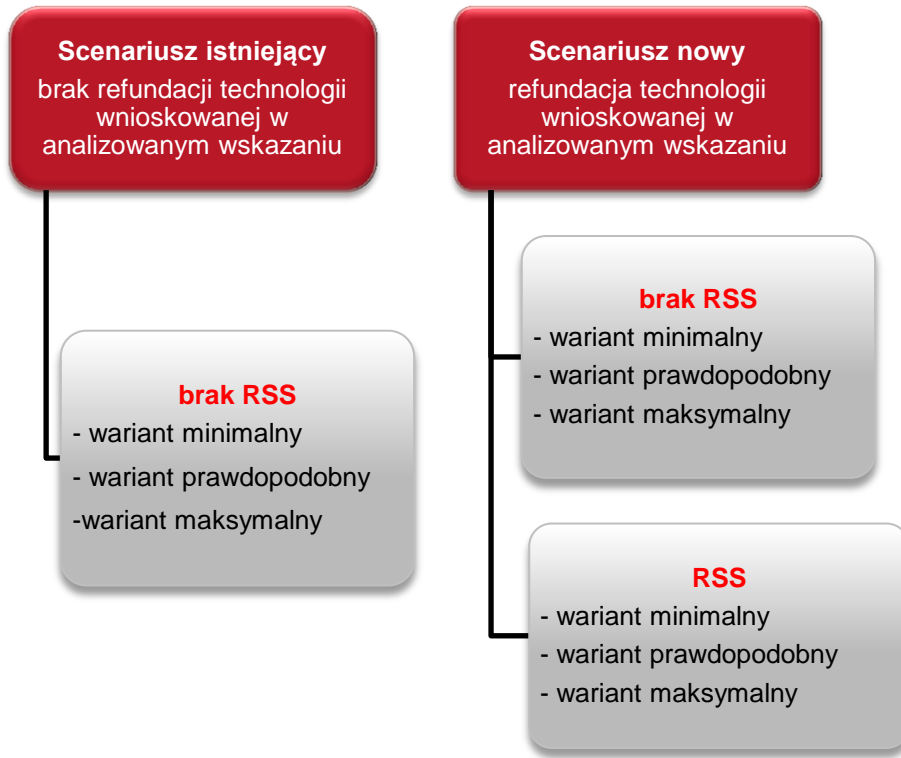 Scenariusz istniejący
brak refundacji technologii
wnioskowanej w
analizowanym wskazaniu
brak RSS
- wariant minimalny
- wariant prawdopodobny
-wariant maksymalny
Scenariusz nowy
refundacja technologii
wnioskowanej w
analizowanym wskazaniu
brak RSS
- wariant minimalny
- wariant prawdopodobny
- wariant maksymalny
RSS
- wariant minimalny
- wariant prawdopodobny
- wariant maksymalny